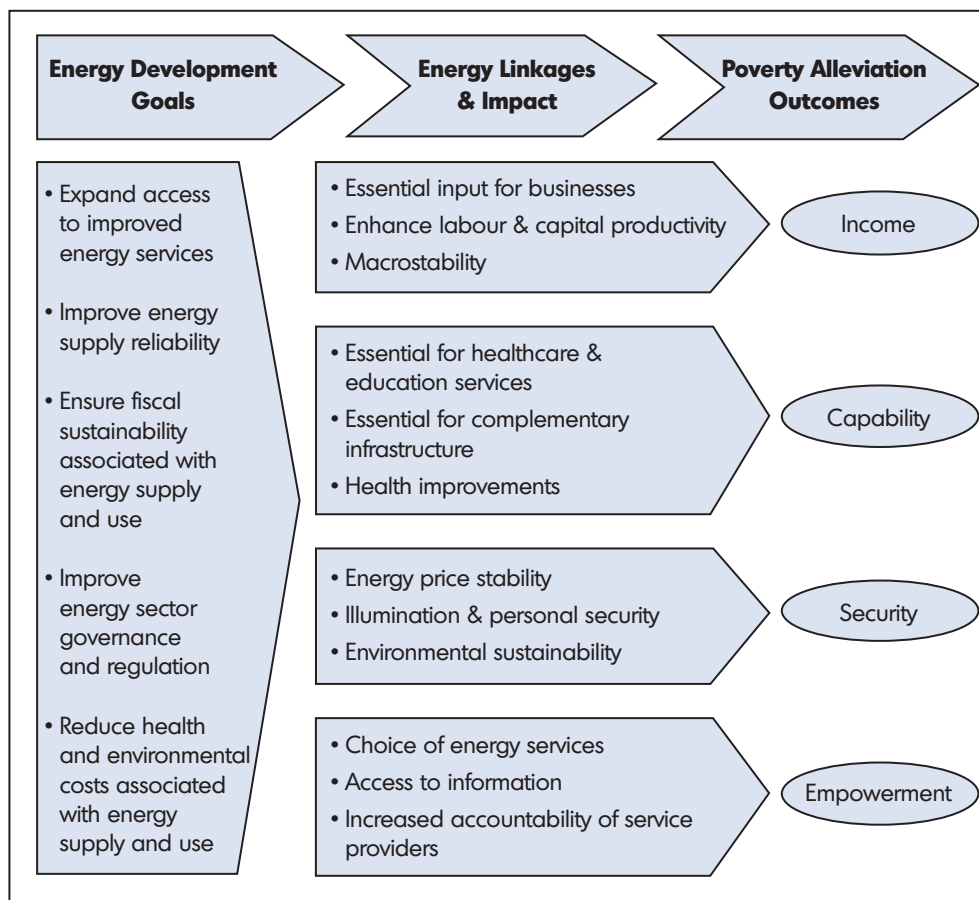 Energy Development
Goals
Energy Linkages
& Impact
Poverty Alleviation
Outcomes
• Expand access
to improved
energy services
• Improve energy
supply reliability
• Ensure fiscal
sustainability
associated with
energy supply
and use
• Improve
energy sector
governance
and regulation
• Reduce health
and environmental
costs associated
with energy
supply and use
• Essential input for businesses
• Enhance labour & capital productivity
• Macrostability
Income
• Essential for healthcare &
education services
• Essential for complementary
infrastructure
• Health improvements
Capability
• Energy price stability
• Illumination & personal security
• Environmental sustainability
Security
• Choice of energy services
• Access to information
• Increased accountability of service
providers
Empowerment